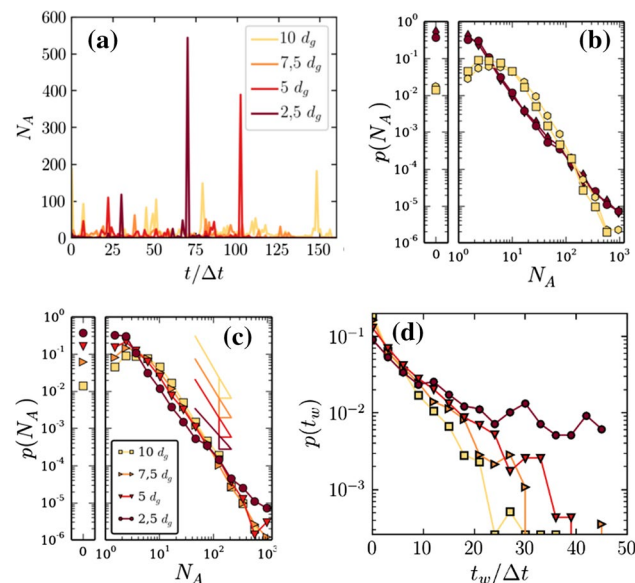 (a)
10 d_g
7,5 d_g
5 d_g
2,5 d_g
N_A
600
500
400
300
200
100
0
0 25 50 75 100 125 150
t/Δt
(b)
p(N_A)
10^0
10^-1
10^-2
10^-3
10^-4
10^-5
10^-6
0 10^0 10^1 10^2 10^3
N_A
(c)
p(N_A)
10^0
10^-1
10^-2
10^-3
10^-4
10^-5
10^-6
10 d_g
7,5 d_g
5 d_g
2,5 d_g
0 10^0 10^1 10^2 10^3
N_A
(d)
p(t_w)
10^-1
10^-2
10^-3
0 10 20 30 40 50
t_w/Δt